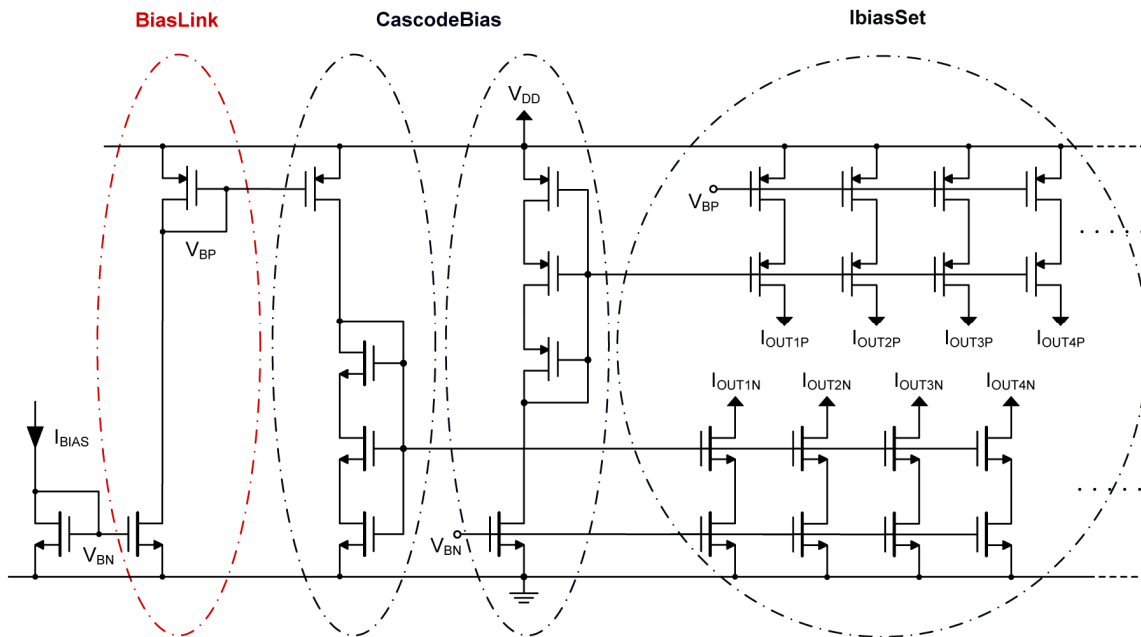 BiasLink
CascodeBias
IbiasSet
VDD
VBP
VBP
IOUT1P
IOUT2P
IOUT3P
IOUT4P
IOUT1N
IOUT2N
IOUT3N
IOUT4N
IBIAS
VBN
VBN